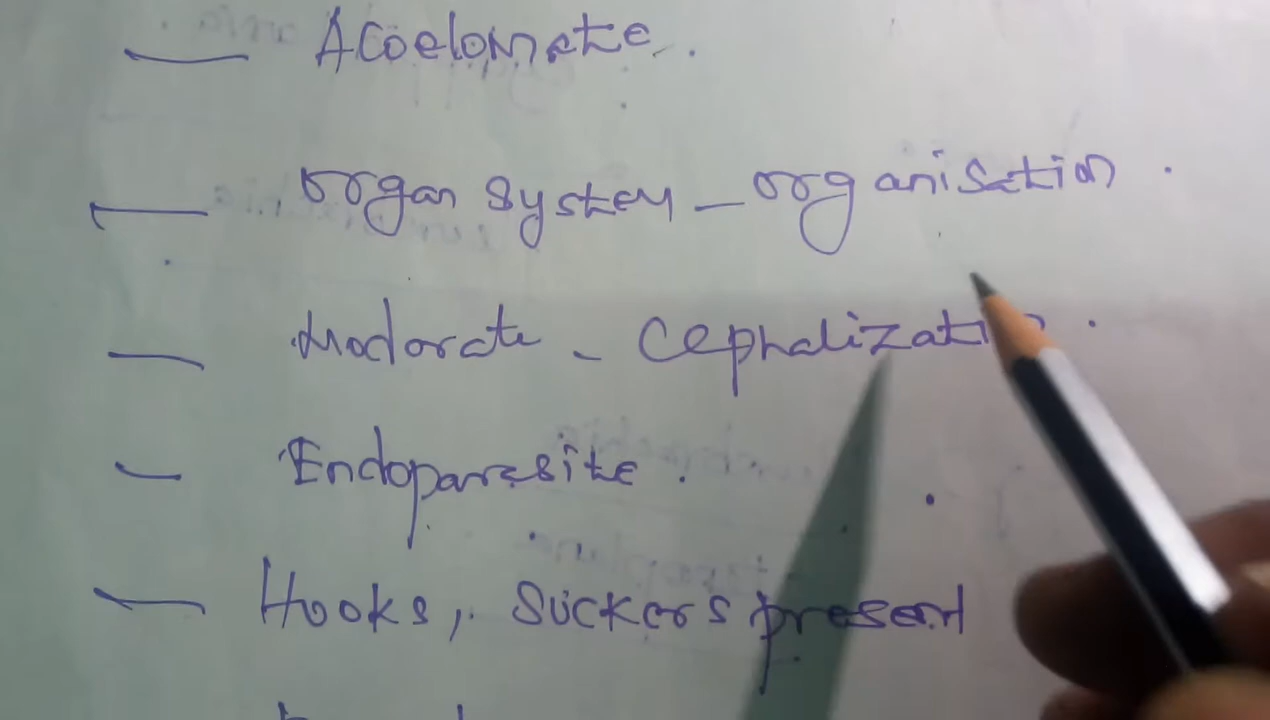 — Acoelomate.
— Organ system – organisation.
— Moderate – Cephalization.
— Endoparasite.
— Hooks, Suckers present